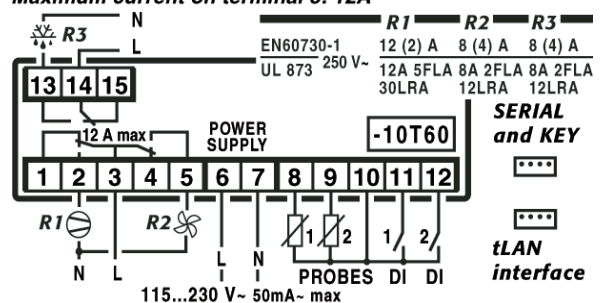 Maximum current on terminal 3: 12A
N
R3
L
R1 R2 R3
EN60730-1 250 V~ 12 (2) A 8 (4) A 8 (4) A
UL 873 12A 5FLA 8A 2FLA 8A 2FLA
30LRA 12LRA 12LRA
13 14 15
SERIAL
and KEY
12 A max
POWER
SUPPLY
-10T60
1 2 3 4 5 6 7 8 9 10 11 12
R1 R2 1 2 1 2
tLAN
interface
N L L N PROBES DI DI
115...230 V~ 50mA~ max